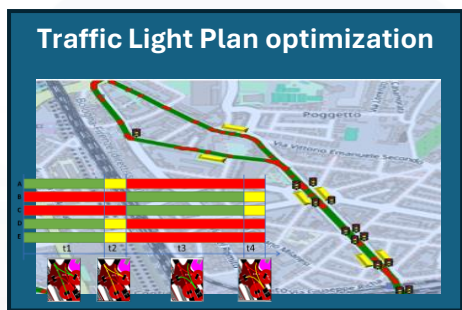 Traffic Light Plan optimization
Poggetto
Via Vittorio Emanuele Secondo
A
B
C
D
E
t1 t2 t3 t4